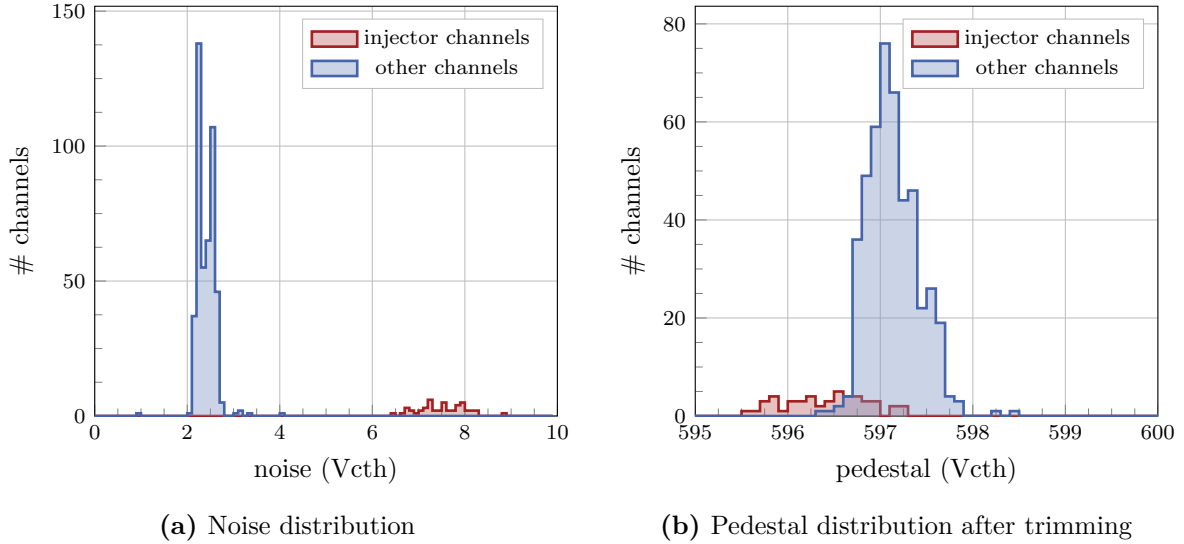 150
100
50
0
# channels
injector channels
other channels
0 2 4 6 8 10
noise (Vcth)
(a) Noise distribution
80
60
40
20
0
# channels
injector channels
other channels
595 596 597 598 599 600
pedestal (Vcth)
(b) Pedestal distribution after trimming